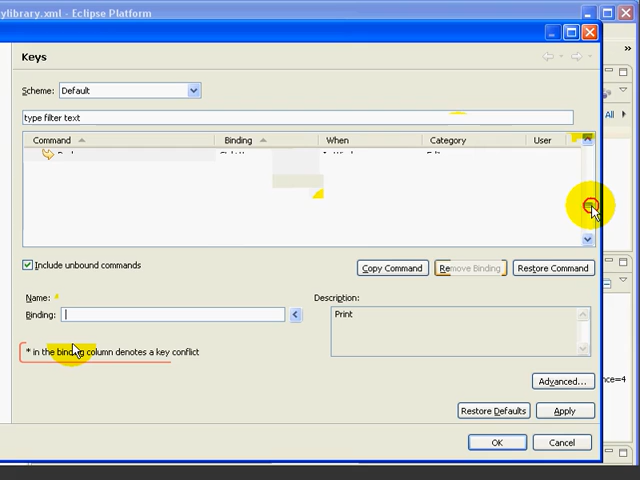 ylibrary.xml - Eclipse Platform
Keys
Scheme: Default
type filter text
Command Binding When Category User
All
Include unbound commands
Copy Command Remove Binding Restore Command
Name: Description:
Binding: Print
* in the binding column denotes a key conflict
nce=4
Advanced...
Restore Defaults Apply
OK Cancel